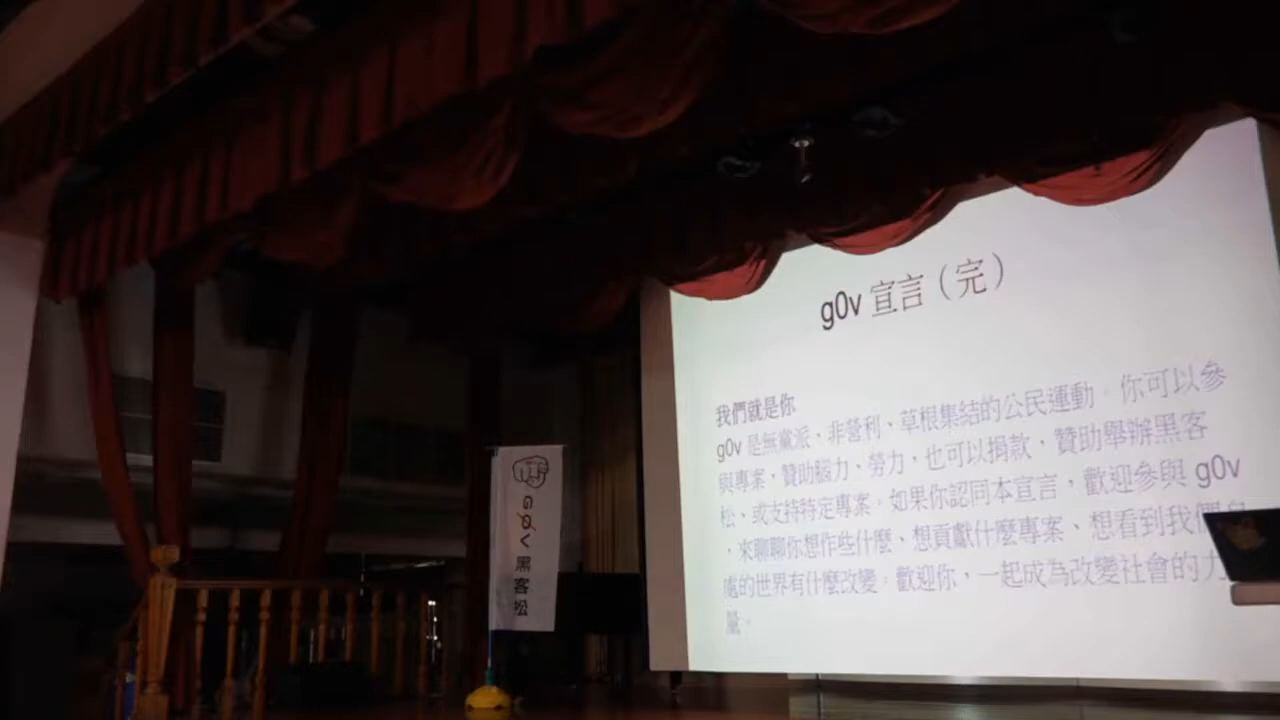 g0v 宣言（完）
我們就是你
g0v 是無黨派、非營利、草根集結的公民運動。你可以參
與專案，贊助腦力、勞力，也可以捐款，贊助舉辦黑客
松、或支持特定專案。如果你認同本宣言，歡迎參與 g0v
，來聊聊你想作些什麼、想貢獻什麼專案、想看到我們
處的世界有什麼改變。歡迎你，一起成為改變社會的力
量。
G0V 黑客松